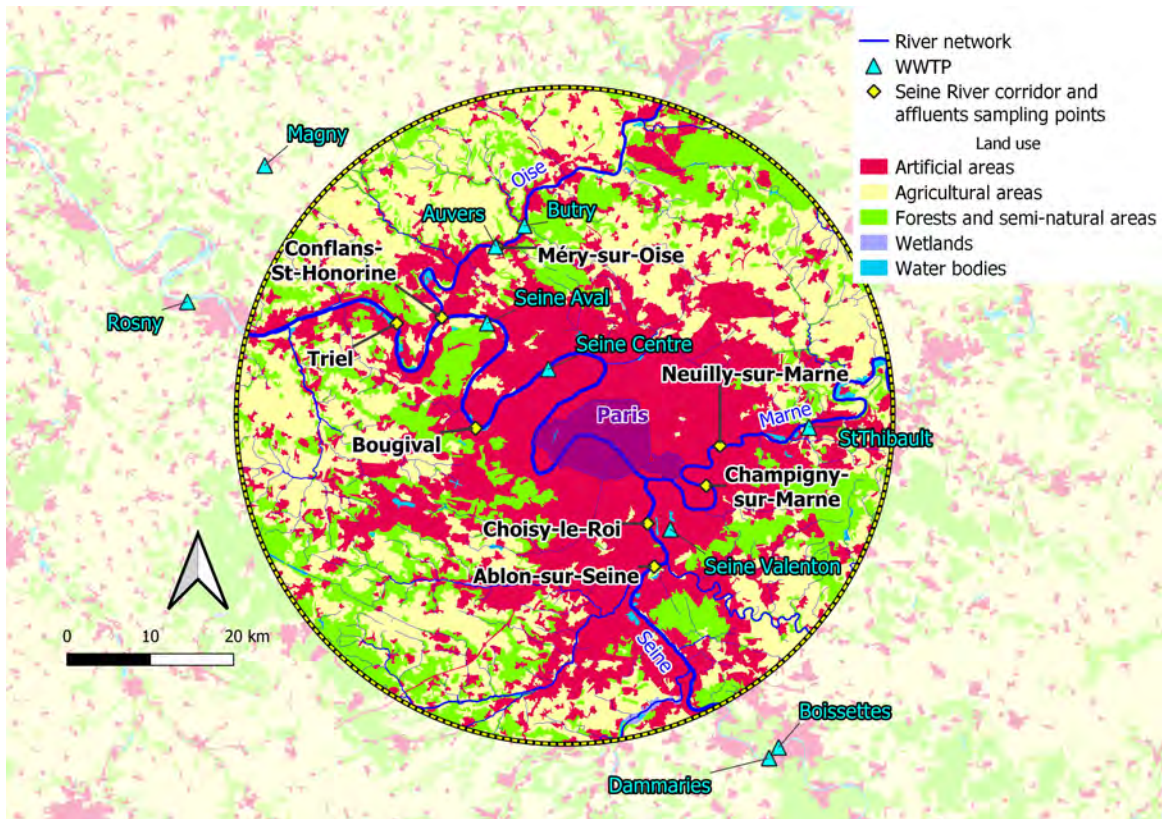 River network
WWTP
Seine River corridor and
affluents sampling points
Land use
Artificial areas
Agricultural areas
Forests and semi-natural areas
Wetlands
Water bodies
Magny
Oise
Auvers
Butry
Conflans-
St-Honorine
Méry-sur-Oise
Rosny
Seine Aval
Triel
Seine Centre
Neuilly-sur-Marne
Paris
Marne
Bougival
StThibault
Champigny-
sur-Marne
Choisy-le-Roi
Seine Valenton
Ablon-sur-Seine
Seine
0 10 20 km
Boissettes
Dammaries